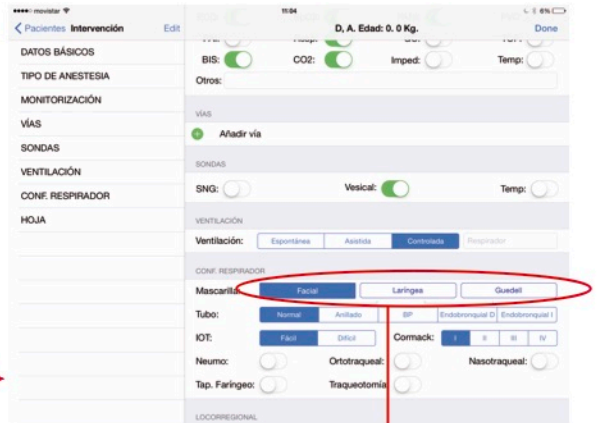 movistar 11:04 6%
Pacientes Intervención Edit D, A. Edad: 0. 0 Kg. Done
DATOS BÁSICOS
TIPO DE ANESTESIA
MONITORIZACIÓN
VÍAS
SONDAS
VENTILACIÓN
CONF. RESPIRADOR
HOJA
BIS: CO2: Imped: Temp:
Otros:
VÍAS
Añadir vía
SONDAS
SNG: Vesical: Temp:
VENTILACIÓN
Ventilación: Espontánea Asistida Controlada Respirador
CONF. RESPIRADOR
Mascarilla: Facial Laríngea Guedell
Tubo: Normal Anillado BP Endobronquial D Endobronquial I
IOT: Fácil Difícil Cormack: I II III IV
Neumo: Ortotraqueal: Nasotraqueal:
Tap. Faríngeo: Traqueotomía:
LOCORREGIONAL